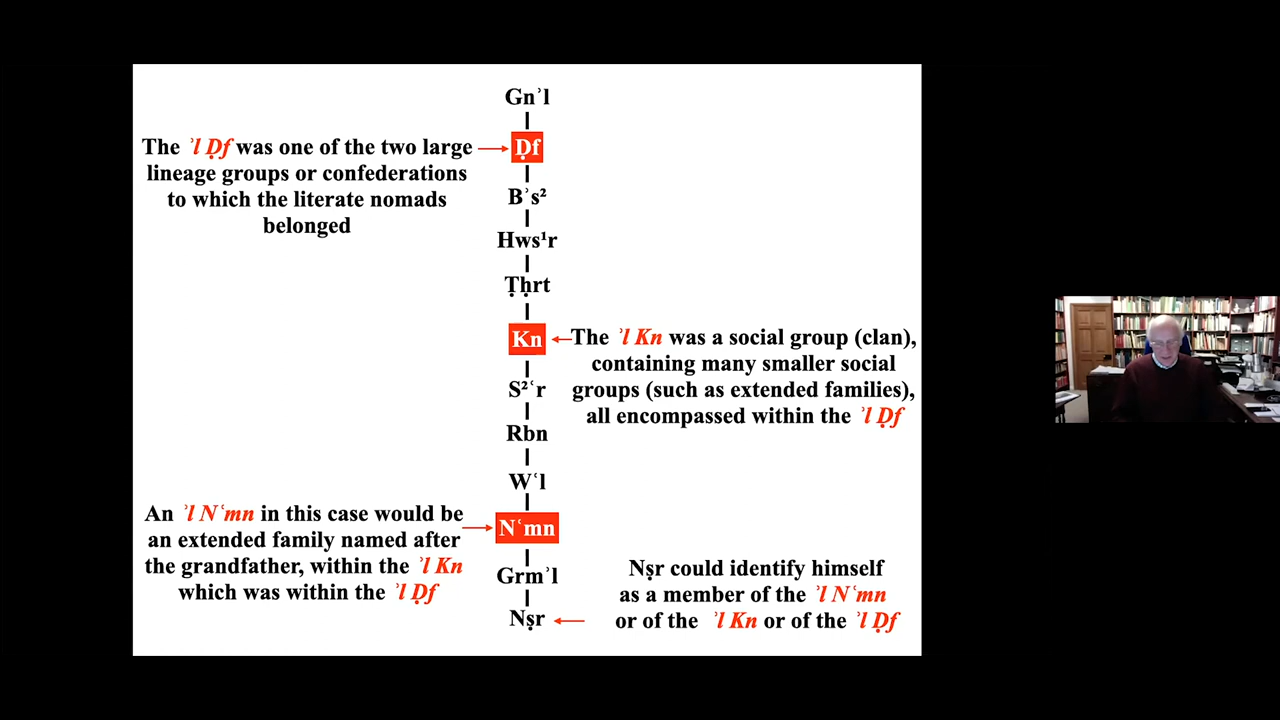 Gnʾl
The ʾl Ḍf was one of the two large
lineage groups or confederations
to which the literate nomads
belonged
Ḍf
Bʾs²
Hws¹r
Ṭḥrt
Kn
The ʾl Kn was a social group (clan),
containing many smaller social
groups (such as extended families),
all encompassed within the ʾl Ḍf
S²ʿr
Rbn
Wʿl
An ʾl Nʿmn in this case would be
an extended family named after
the grandfather, within the ʾl Kn
which was within the ʾl Ḍf
Nʿmn
Grmʾl
Nṣr
Nṣr could identify himself
as a member of the ʾl Nʿmn
or of the ʾl Kn or of the ʾl Ḍf